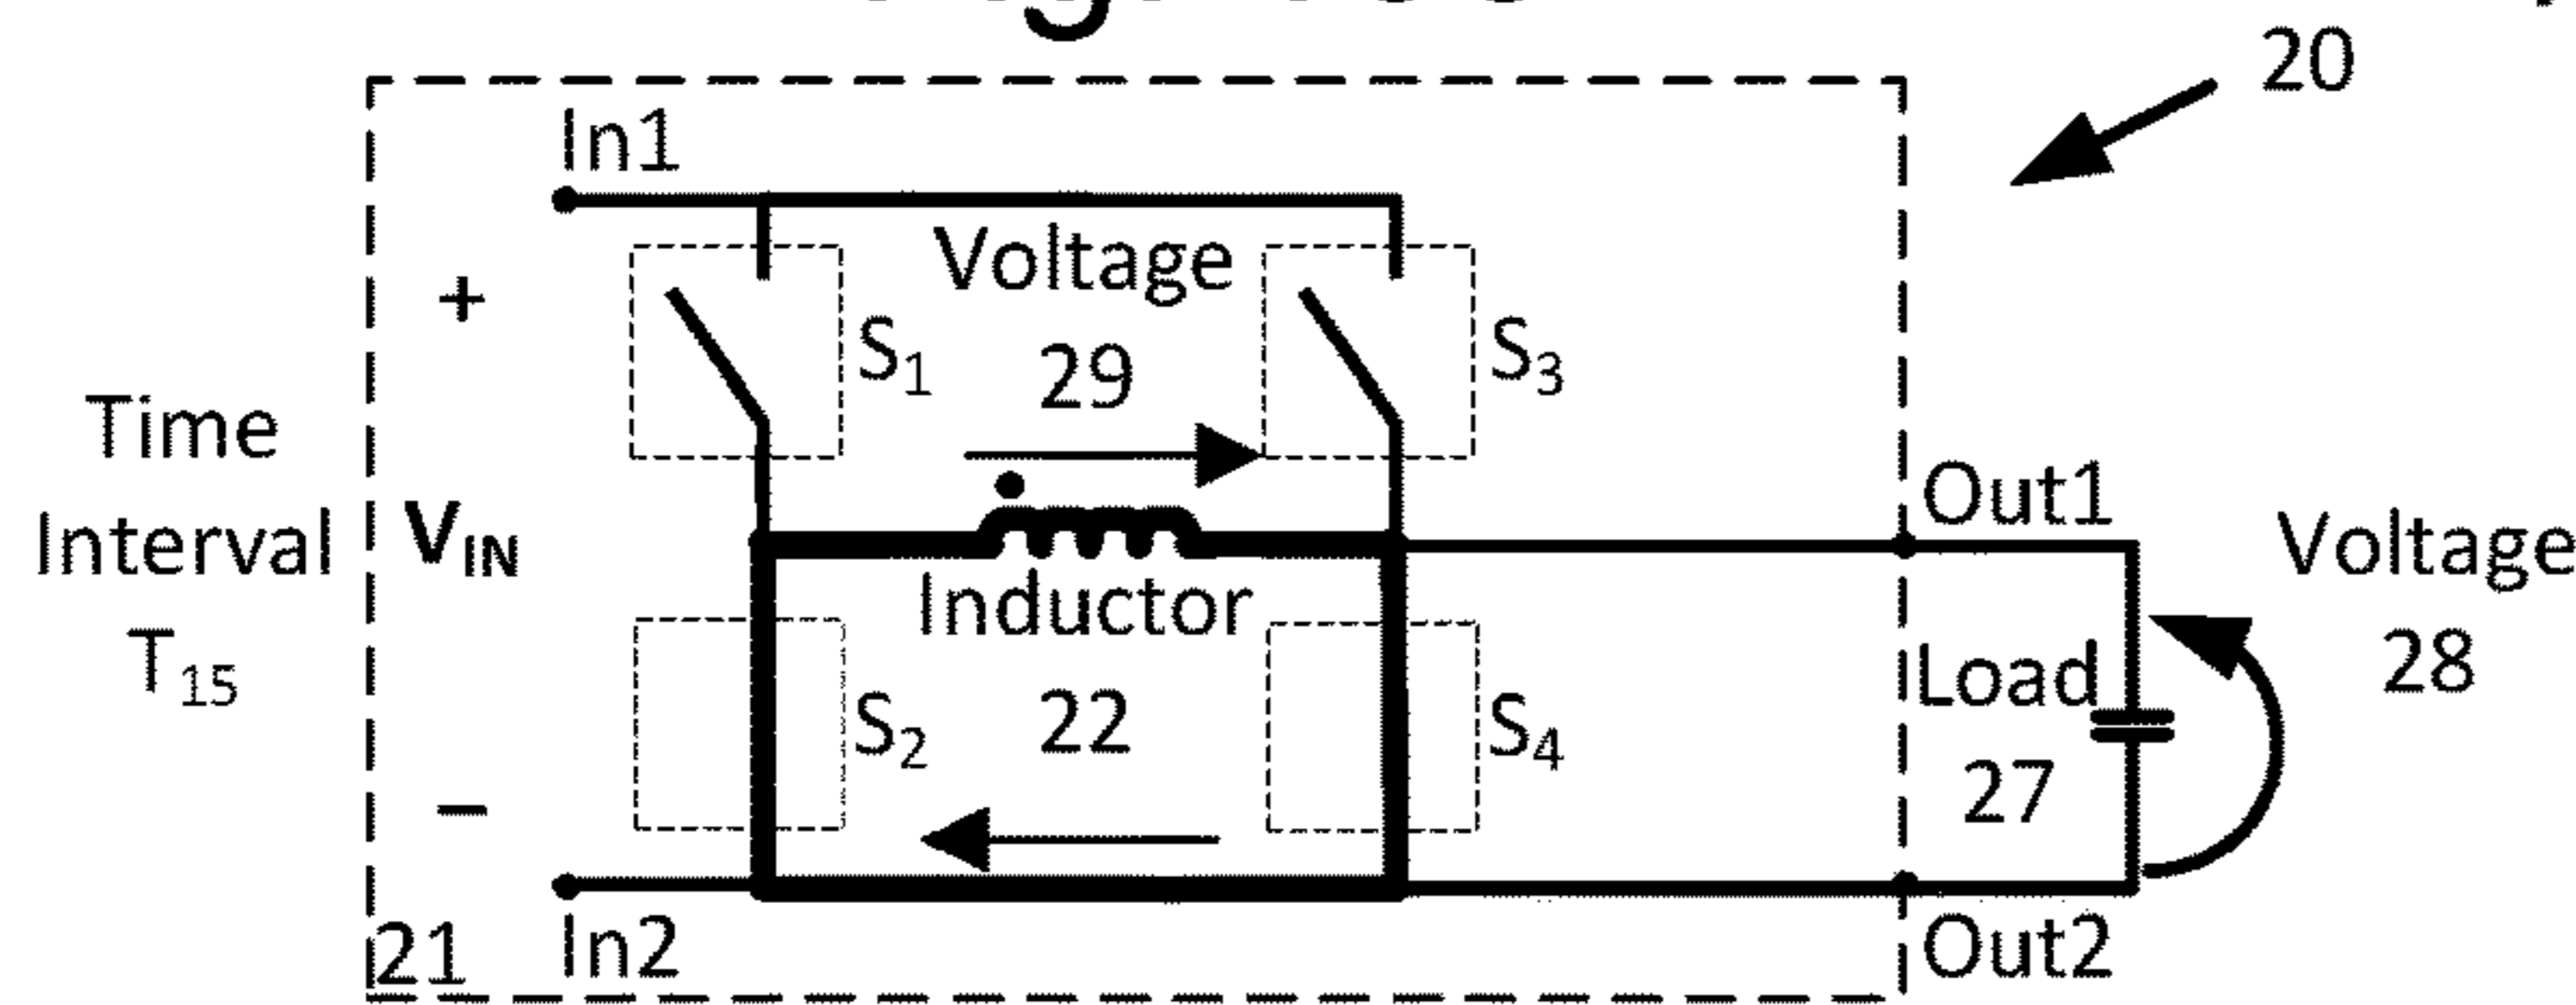 20
In1
+
Voltage
29
S1
S3
Time
Interval
T15
VIN
Out1
Voltage
28
Inductor
22
S2
S4
Load
27
−
21
In2
Out2